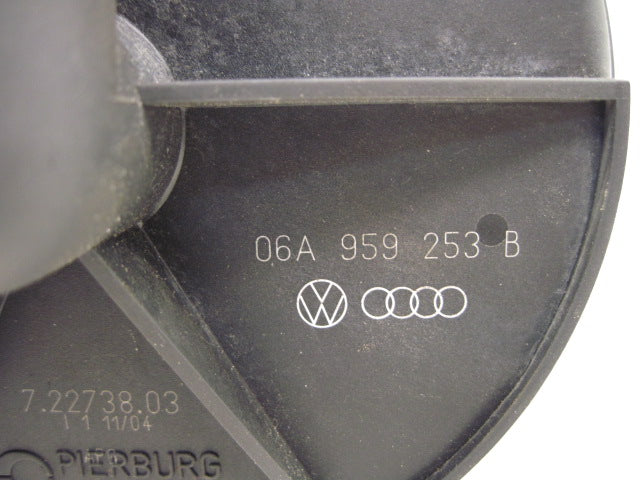 06A 959 253 B
7.22738.03
1 1 11/04
PIERBURG